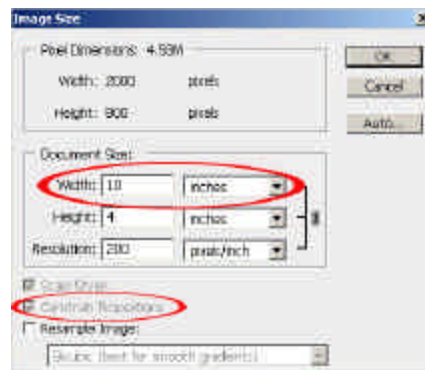 Image Size
Pixel Dimensions: 4.58M
Width: 2000 pixels
Height: 800 pixels
OK
Cancel
Auto...
Document Size:
Width: 10 inches
Height: 4 inches
Resolution: 200 pixels/inch
Scale Styles
Constrain Proportions
Resample Image:
Bicubic (best for smooth gradients)